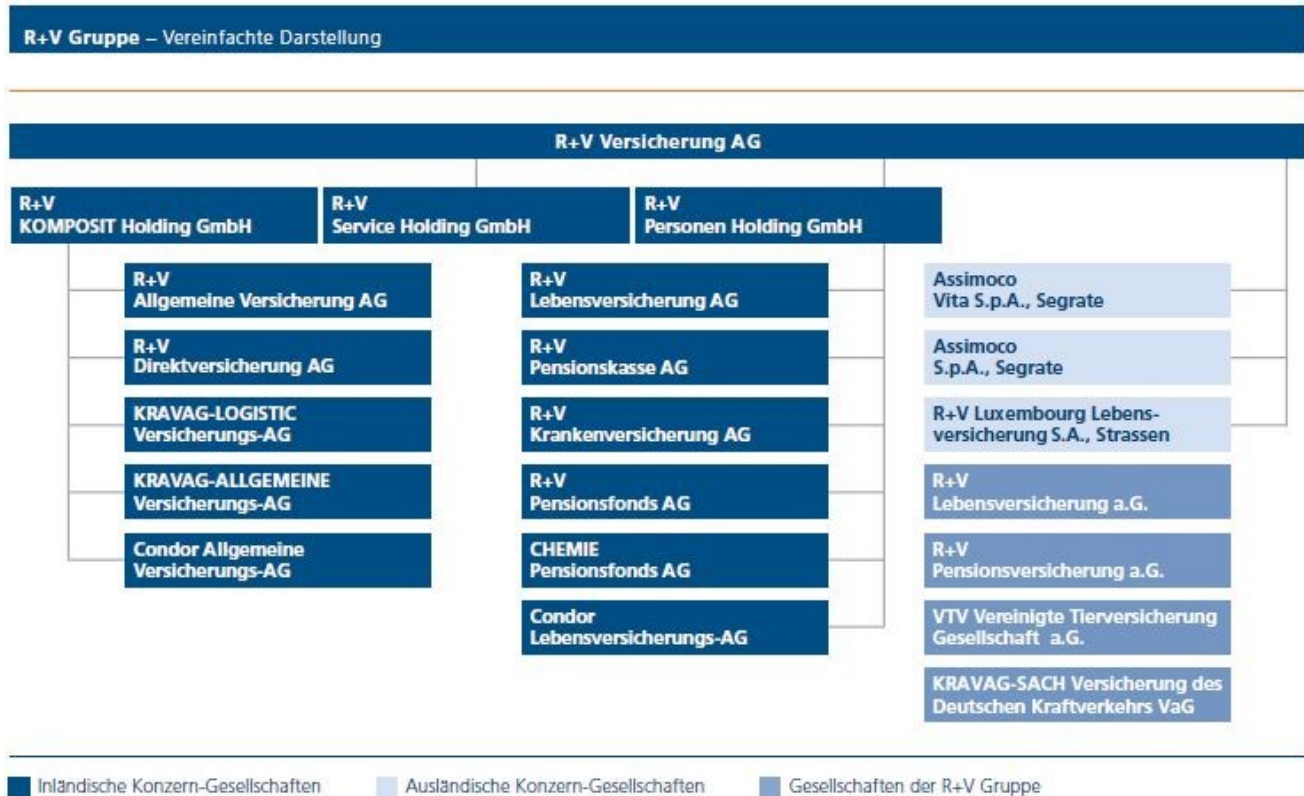 R+V Gruppe – Vereinfachte Darstellung
R+V Versicherung AG
R+V
KOMPOSIT Holding GmbH
R+V
Service Holding GmbH
R+V
Personen Holding GmbH
R+V
Allgemeine Versicherung AG
R+V
Direktversicherung AG
KRAVAG-LOGISTIC
Versicherungs-AG
KRAVAG-ALLGEMEINE
Versicherungs-AG
Condor Allgemeine
Versicherungs-AG
R+V
Lebensversicherung AG
R+V
Pensionskasse AG
R+V
Krankenversicherung AG
R+V
Pensionsfonds AG
CHEMIE
Pensionsfonds AG
Condor
Lebensversicherungs-AG
Assimoco
Vita S.p.A., Segrate
Assimoco
S.p.A., Segrate
R+V Luxembourg Lebens-
versicherung S.A., Strassen
R+V
Lebensversicherung a.G.
R+V
Pensionsversicherung a.G.
VTV Vereinigte Tierversicherung
Gesellschaft a.G.
KRAVAG-SACH Versicherung des
Deutschen Kraftverkehrs VaG
Inländische Konzern-Gesellschaften
Ausländische Konzern-Gesellschaften
Gesellschaften der R+V Gruppe